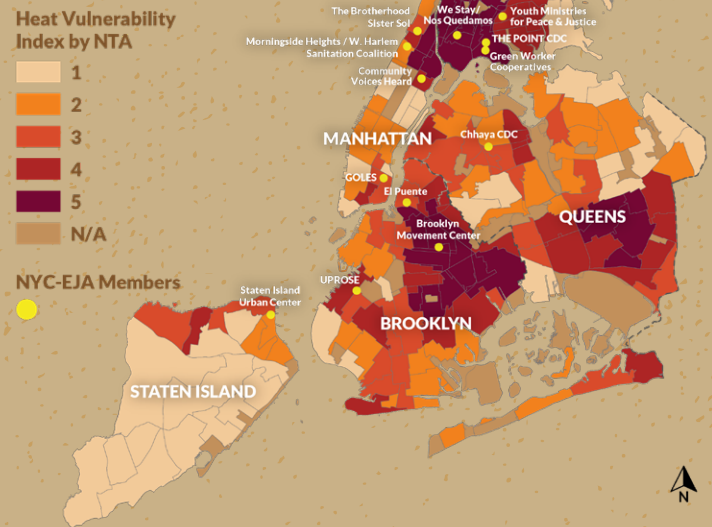 Heat Vulnerability
Index by NTA
1
2
3
4
5
N/A
NYC-EJA Members
The Brotherhood
Sister Sol
We Stay/
Nos Quedamos
Youth Ministries
for Peace & Justice
Morningside Heights / W. Harlem
Sanitation Coalition
THE POINT CDC
Green Worker
Cooperatives
Community
Voices Heard
MANHATTAN
Chhaya CDC
GOLES
El Puente
QUEENS
Brooklyn
Movement Center
UPROSE
Staten Island
Urban Center
BROOKLYN
STATEN ISLAND
N